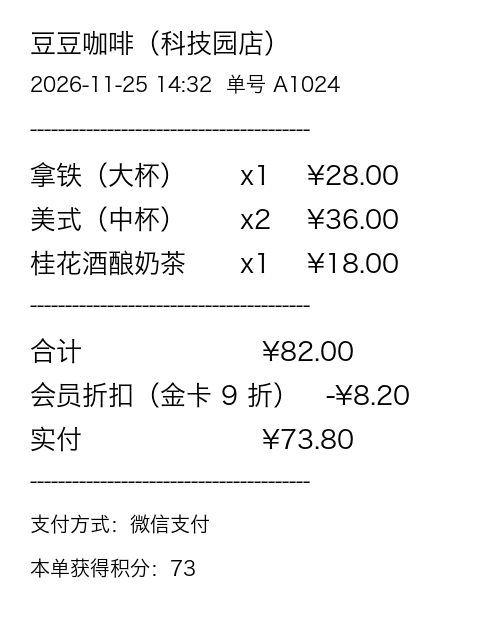 豆豆咖啡（科技园店）
2026-11-25 14:32 单号 A1024
----------------------------------------
拿铁（大杯） x1 ¥28.00
美式（中杯） x2 ¥36.00
桂花酒酿奶茶 x1 ¥18.00
----------------------------------------
合计 ¥82.00
会员折扣（金卡 9 折） -¥8.20
实付 ¥73.80
----------------------------------------
支付方式：微信支付
本单获得积分：73